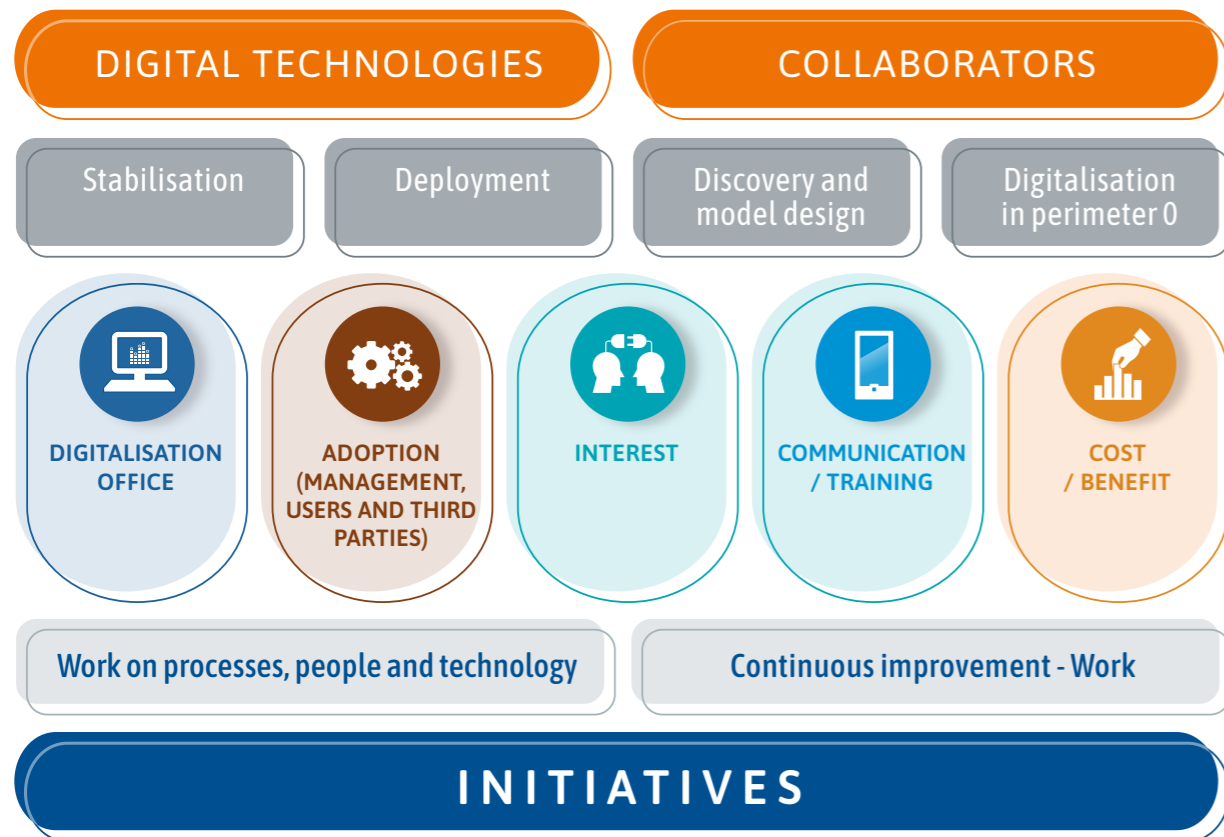 DIGITAL TECHNOLOGIES
COLLABORATORS
Stabilisation
Deployment
Discovery and
model design
Digitalisation
in perimeter 0
DIGITALISATION
OFFICE
ADOPTION
(MANAGEMENT,
USERS AND THIRD
PARTIES)
INTEREST
COMMUNICATION
/ TRAINING
COST
/ BENEFIT
Work on processes, people and technology
Continuous improvement - Work
INITIATIVES